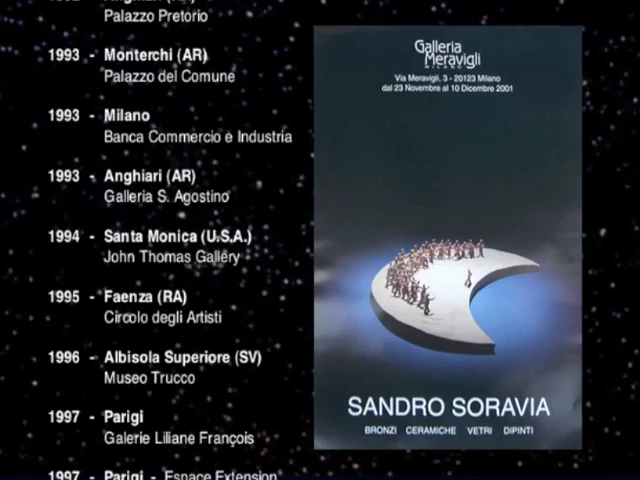 Palazzo Pretorio
1993 - Monterchi (AR)
Palazzo del Comune
1993 - Milano
Banca Commercio e Industria
1993 - Anghiari (AR)
Galleria S. Agostino
1994 - Santa Monica (U.S.A.)
John Thomas Gallery
1995 - Faenza (RA)
Circolo degli Artisti
1996 - Albisola Superiore (SV)
Museo Trucco
1997 - Parigi
Galerie Liliane François
1997 - Parigi - Espace Extension
Galleria
Meravigli
MILANO
Via Meravigli, 3 - 20123 Milano
dal 23 Novembre al 10 Dicembre 2001
SANDRO SORAVIA
BRONZI CERAMICHE VETRI DIPINTI